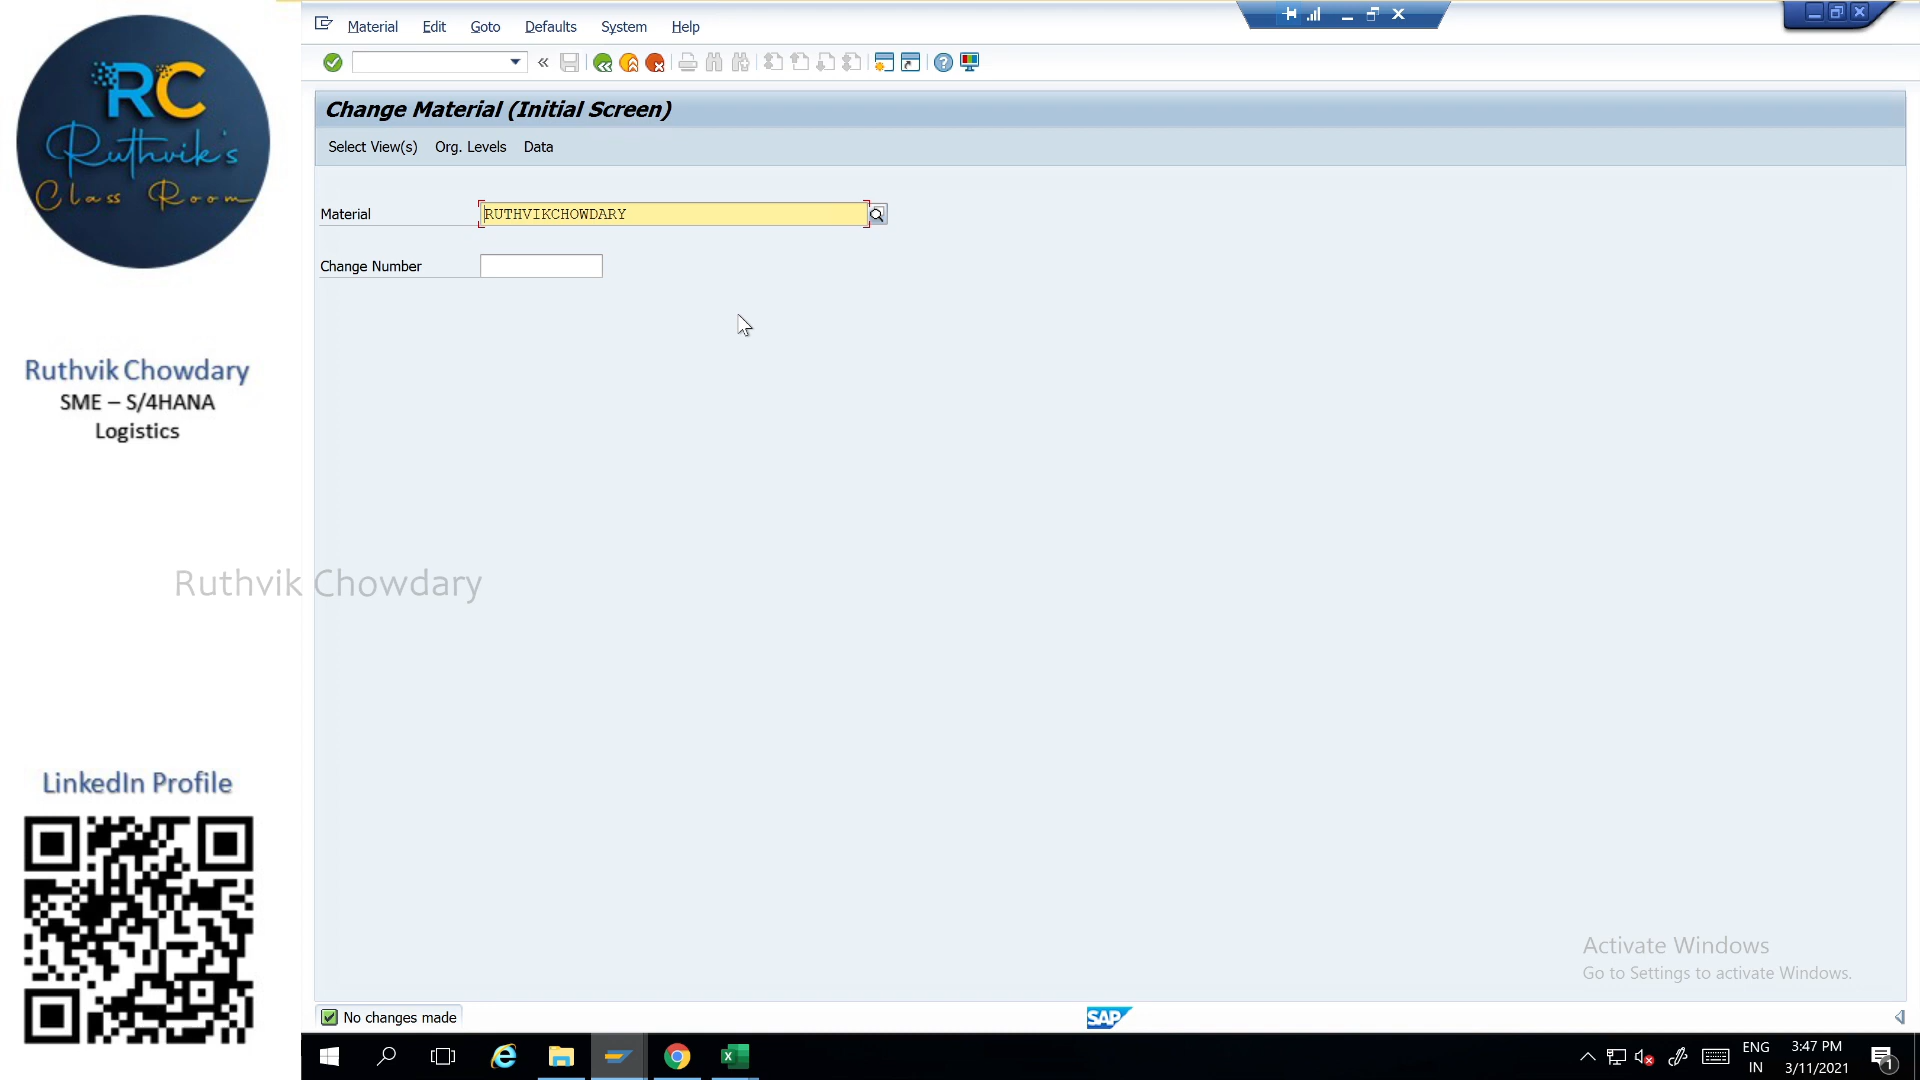 Material Edit Goto Defaults System Help
Change Material (Initial Screen)
Select View(s) Org. Levels Data
Material RUTHVIKCHOWDARY
Change Number
RC
Ruthvik's
Class Room
Ruthvik Chowdary
SME – S/4HANA
Logistics
Ruthvik Chowdary
LinkedIn Profile
Activate Windows
Go to Settings to activate Windows.
No changes made
SAP
ENG
IN
3:47 PM
3/11/2021
1